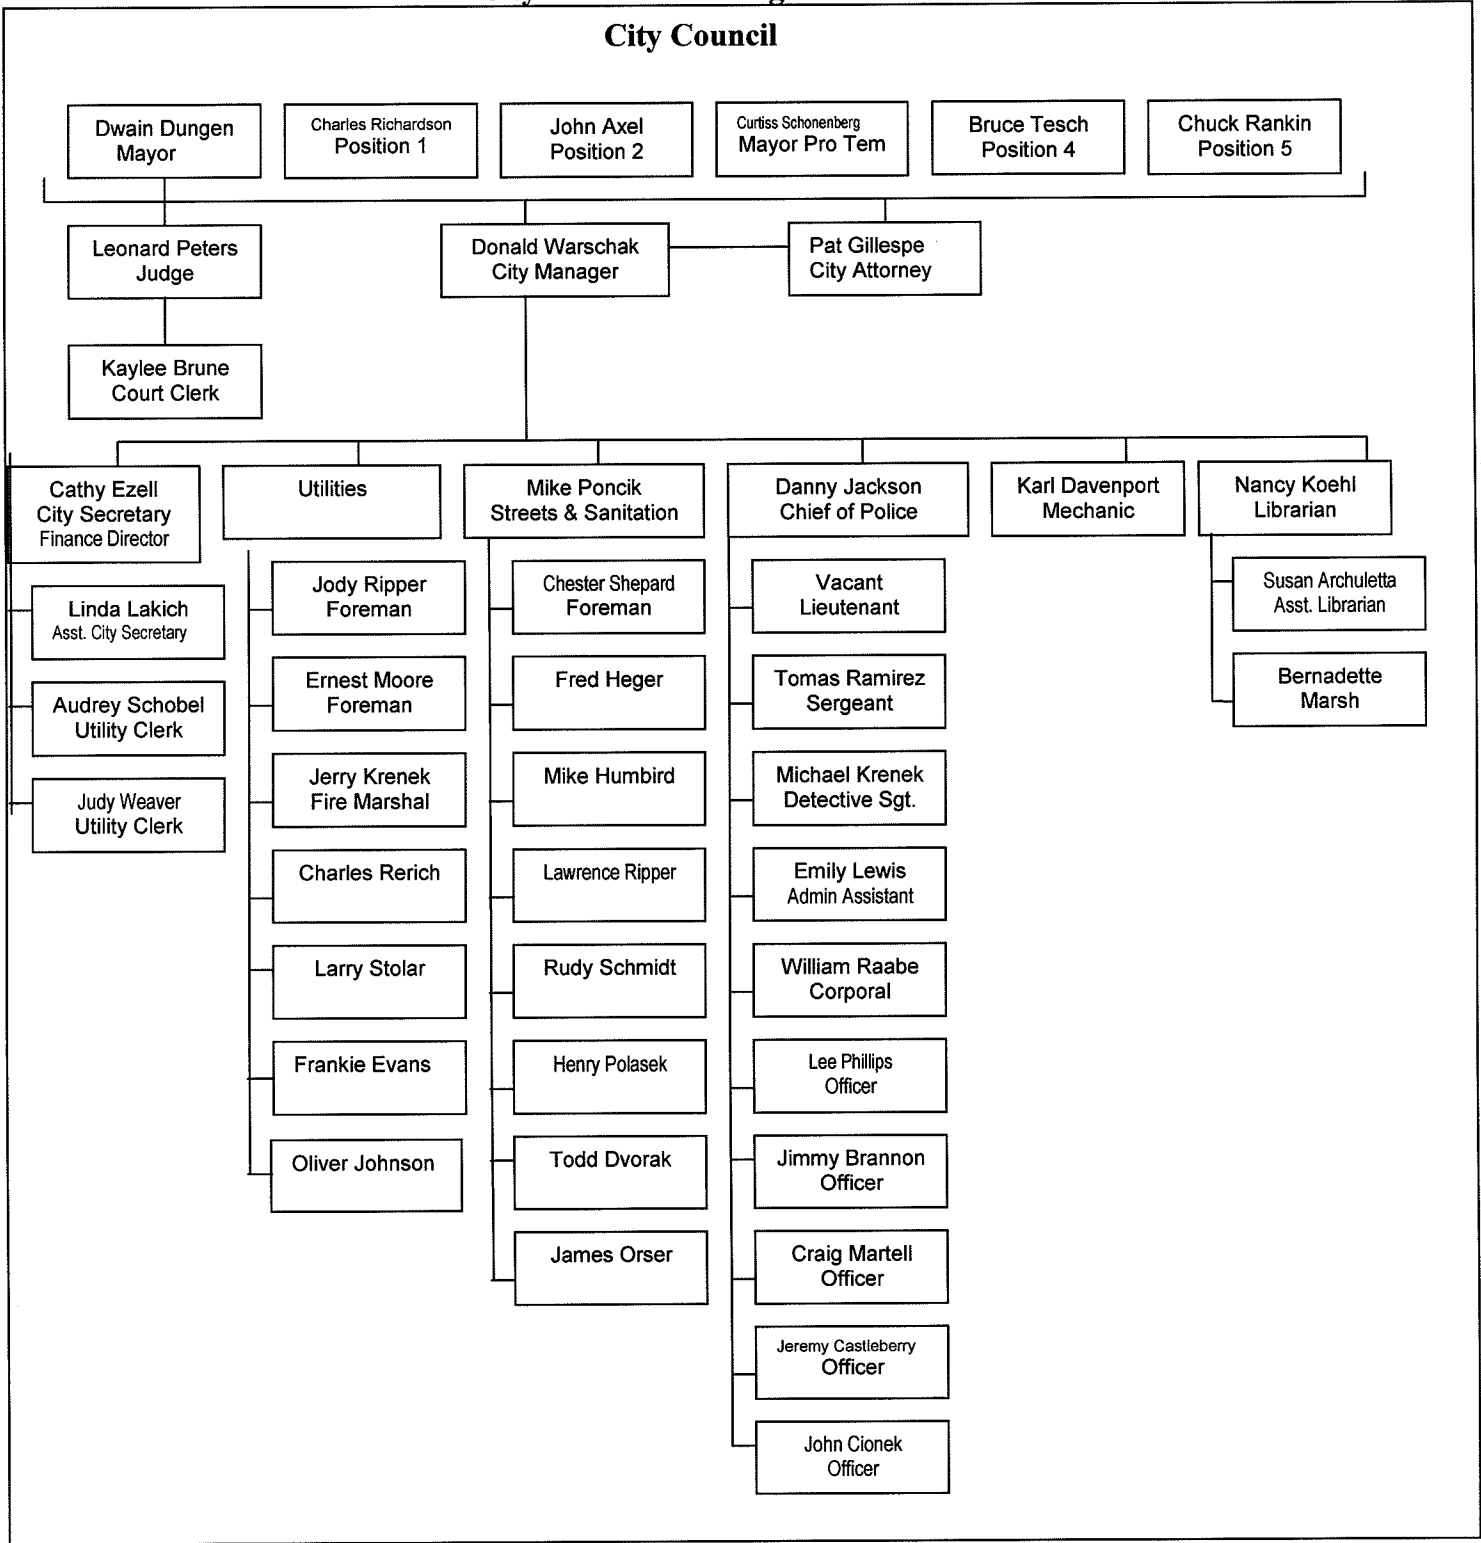 City Council
Dwain Dungen
Mayor
Charles Richardson
Position 1
John Axel
Position 2
Curtiss Schonenberg
Mayor Pro Tem
Bruce Tesch
Position 4
Chuck Rankin
Position 5
Leonard Peters
Judge
Donald Warschak
City Manager
Pat Gillespe
City Attorney
Kaylee Brune
Court Clerk
Cathy Ezell
City Secretary
Finance Director
Utilities
Mike Poncik
Streets & Sanitation
Danny Jackson
Chief of Police
Karl Davenport
Mechanic
Nancy Koehl
Librarian
Linda Lakich
Asst. City Secretary
Audrey Schobel
Utility Clerk
Judy Weaver
Utility Clerk
Jody Ripper
Foreman
Ernest Moore
Foreman
Jerry Krenek
Fire Marshal
Charles Rerich
Larry Stolar
Frankie Evans
Oliver Johnson
Chester Shepard
Foreman
Fred Heger
Mike Humbird
Lawrence Ripper
Rudy Schmidt
Henry Polasek
Todd Dvorak
James Orser
Vacant
Lieutenant
Tomas Ramirez
Sergeant
Michael Krenek
Detective Sgt.
Emily Lewis
Admin Assistant
William Raabe
Corporal
Lee Phillips
Officer
Jimmy Brannon
Officer
Craig Martell
Officer
Jeremy Castleberry
Officer
John Cionek
Officer
Susan Archuletta
Asst. Librarian
Bernadette
Marsh